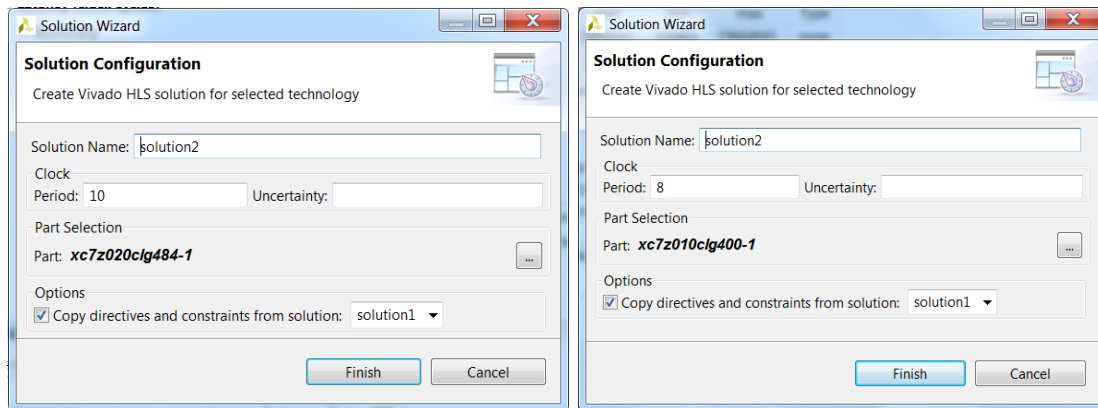 Solution Wizard
Solution Configuration
Create Vivado HLS solution for selected technology
Solution Name: solution2
Clock
Period: 10 Uncertainty:
Part Selection
Part: xc7z020clg484-1 ...
Options
Copy directives and constraints from solution: solution1
Finish Cancel
Solution Wizard
Solution Configuration
Create Vivado HLS solution for selected technology
Solution Name: solution2
Clock
Period: 8 Uncertainty:
Part Selection
Part: xc7z010clg400-1 ...
Options
Copy directives and constraints from solution: solution1
Finish Cancel